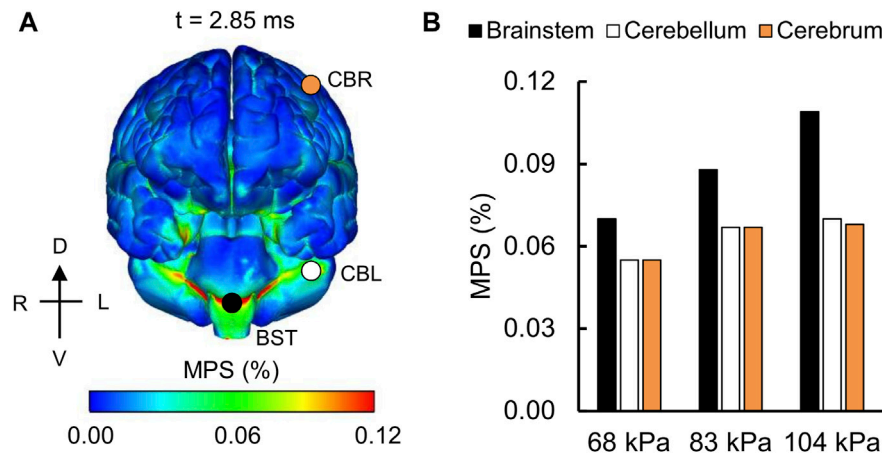 A
t = 2.85 ms
CBR
D
R
L
V
CBL
BST
MPS (%)
0.00
0.06
0.12
B
Brainstem
Cerebellum
Cerebrum
0.12
0.09
0.06
0.03
0.00
MPS (%)
68 kPa
83 kPa
104 kPa